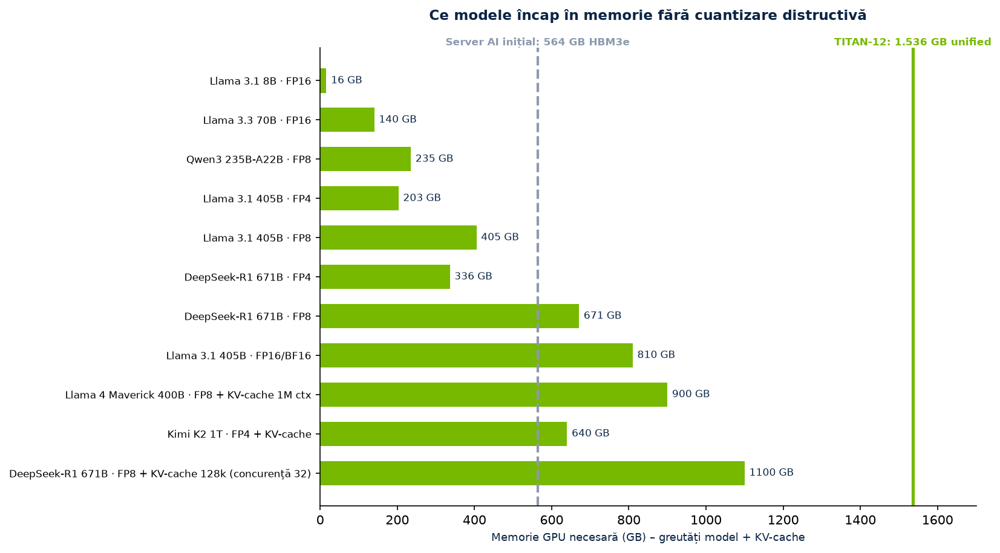 Ce modele încap în memorie fără cuantizare distructivă
Server AI inițial: 564 GB HBM3e
TITAN-12: 1.536 GB unified
Llama 3.1 8B · FP16
16 GB
Llama 3.3 70B · FP16
140 GB
Qwen3 235B-A22B · FP8
235 GB
Llama 3.1 405B · FP4
203 GB
Llama 3.1 405B · FP8
405 GB
DeepSeek-R1 671B · FP4
336 GB
DeepSeek-R1 671B · FP8
671 GB
Llama 3.1 405B · FP16/BF16
810 GB
Llama 4 Maverick 400B · FP8 + KV-cache 1M ctx
900 GB
Kimi K2 1T · FP4 + KV-cache
640 GB
DeepSeek-R1 671B · FP8 + KV-cache 128k (concurență 32)
1100 GB
0 200 400 600 800 1000 1200 1400 1600
Memorie GPU necesară (GB) – greutăți model + KV-cache